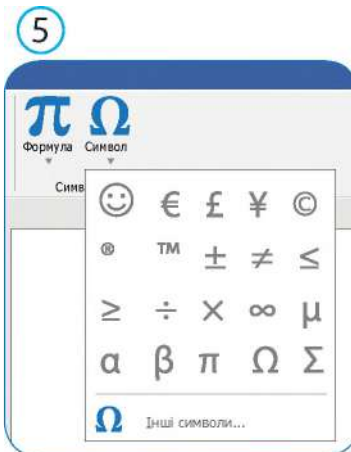 5
π Ω
Формула Символ
Симв
☺ € £ ¥ ©
® ™ ± ≠ ≤
≥ ÷ × ∞ µ
α β π Ω Σ
Ω Інші символи...